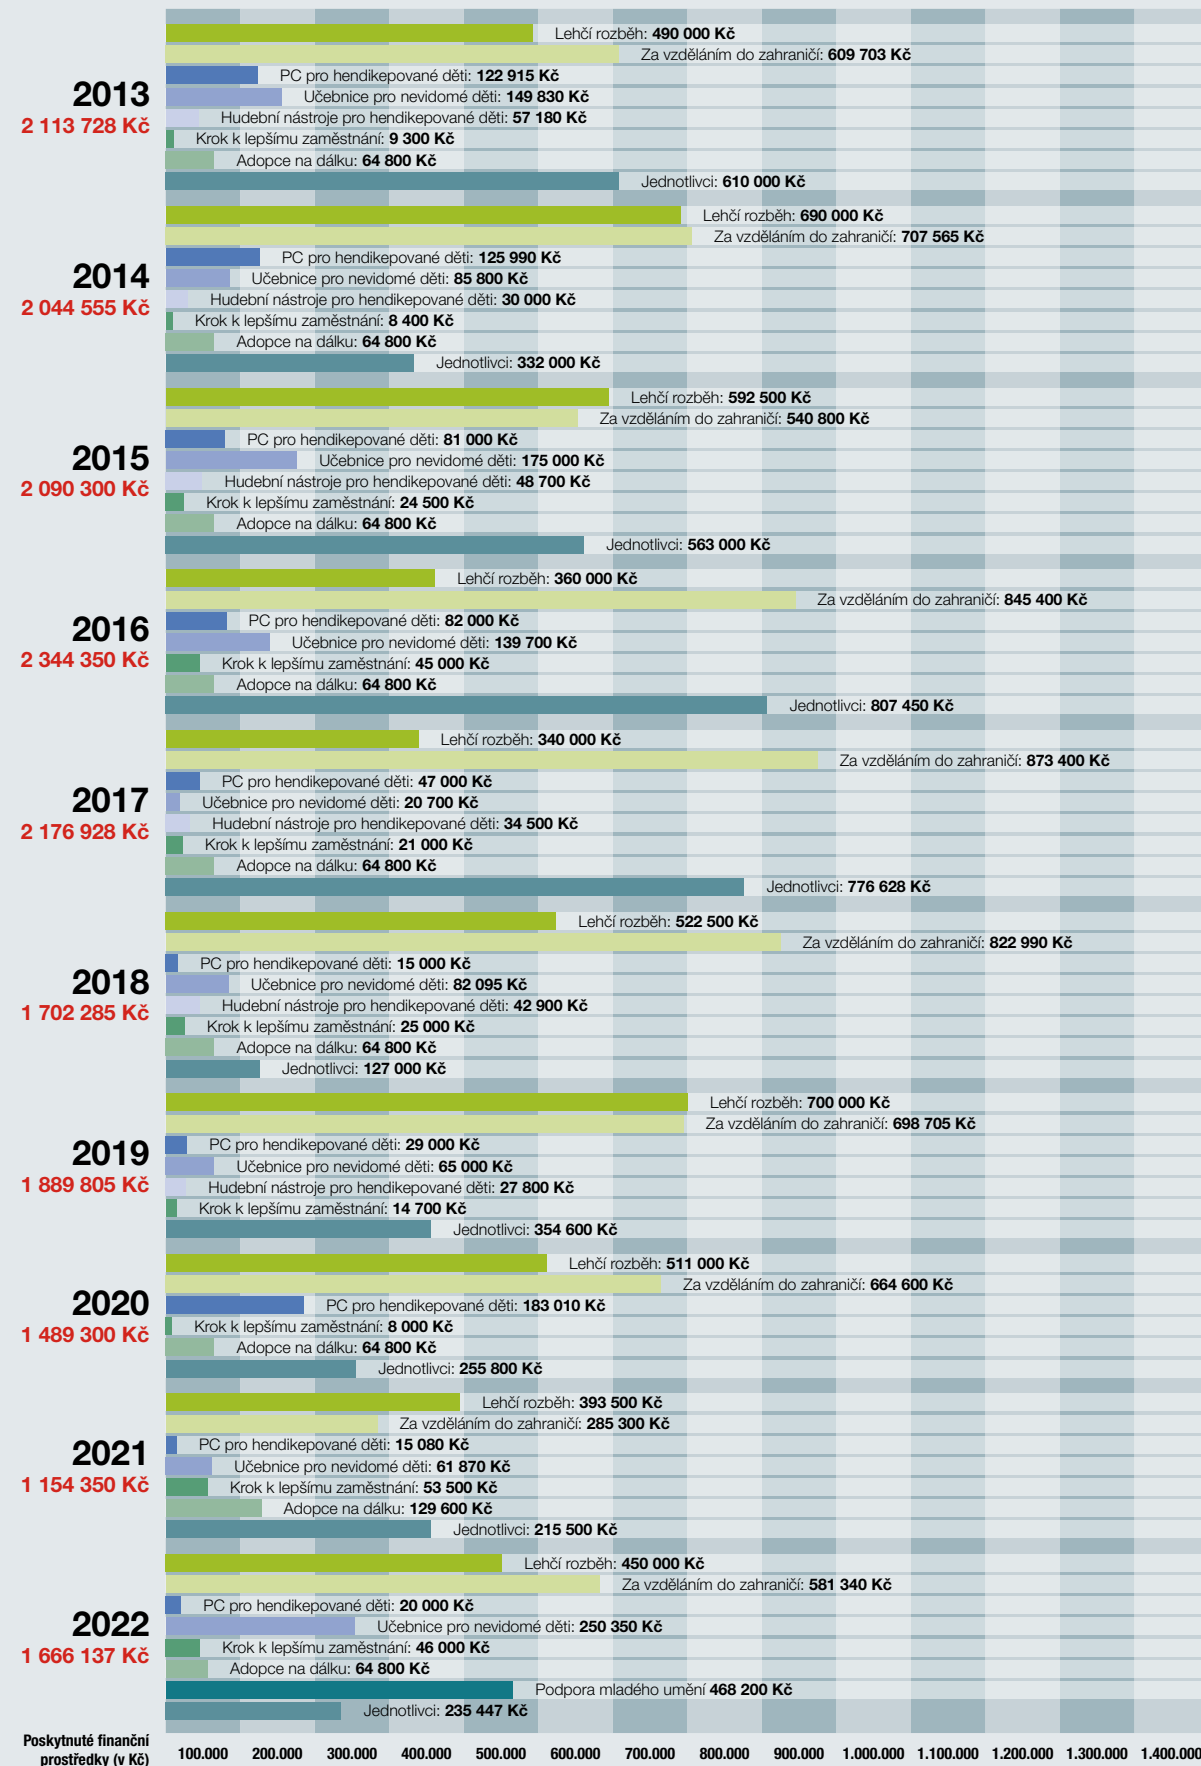 Lehčí rozběh: 490 000 Kč
Za vzděláním do zahraničí: 609 703 Kč
PC pro hendikepované děti: 122 915 Kč
2013
Učebnice pro nevidomé děti: 149 830 Kč
2 113 728 Kč
Hudební nástroje pro hendikepované děti: 57 180 Kč
Krok k lepšímu zaměstnání: 9 300 Kč
Adopce na dálku: 64 800 Kč
Jednotlivci: 610 000 Kč
Lehčí rozběh: 690 000 Kč
Za vzděláním do zahraničí: 707 565 Kč
PC pro hendikepované děti: 125 990 Kč
2014
Učebnice pro nevidomé děti: 85 800 Kč
2 044 555 Kč
Hudební nástroje pro hendikepované děti: 30 000 Kč
Krok k lepšímu zaměstnání: 8 400 Kč
Adopce na dálku: 64 800 Kč
Jednotlivci: 332 000 Kč
Lehčí rozběh: 592 500 Kč
Za vzděláním do zahraničí: 540 800 Kč
PC pro hendikepované děti: 81 000 Kč
2015
Učebnice pro nevidomé děti: 175 000 Kč
2 090 300 Kč
Hudební nástroje pro hendikepované děti: 48 700 Kč
Krok k lepšímu zaměstnání: 24 500 Kč
Adopce na dálku: 64 800 Kč
Jednotlivci: 563 000 Kč
Lehčí rozběh: 360 000 Kč
Za vzděláním do zahraničí: 845 400 Kč
PC pro hendikepované děti: 82 000 Kč
2016
Učebnice pro nevidomé děti: 139 700 Kč
2 344 350 Kč
Krok k lepšímu zaměstnání: 45 000 Kč
Adopce na dálku: 64 800 Kč
Jednotlivci: 807 450 Kč
Lehčí rozběh: 340 000 Kč
Za vzděláním do zahraničí: 873 400 Kč
PC pro hendikepované děti: 47 000 Kč
2017
Učebnice pro nevidomé děti: 20 700 Kč
2 176 928 Kč
Hudební nástroje pro hendikepované děti: 34 500 Kč
Krok k lepšímu zaměstnání: 21 000 Kč
Adopce na dálku: 64 800 Kč
Jednotlivci: 776 628 Kč
Lehčí rozběh: 522 500 Kč
Za vzděláním do zahraničí: 822 990 Kč
PC pro hendikepované děti: 15 000 Kč
2018
Učebnice pro nevidomé děti: 82 095 Kč
1 702 285 Kč
Hudební nástroje pro hendikepované děti: 42 900 Kč
Krok k lepšímu zaměstnání: 25 000 Kč
Adopce na dálku: 64 800 Kč
Jednotlivci: 127 000 Kč
Lehčí rozběh: 700 000 Kč
Za vzděláním do zahraničí: 698 705 Kč
PC pro hendikepované děti: 29 000 Kč
2019
Učebnice pro nevidomé děti: 65 000 Kč
1 889 805 Kč
Hudební nástroje pro hendikepované děti: 27 800 Kč
Krok k lepšímu zaměstnání: 14 700 Kč
Jednotlivci: 354 600 Kč
Lehčí rozběh: 511 000 Kč
Za vzděláním do zahraničí: 664 600 Kč
2020
PC pro hendikepované děti: 183 010 Kč
1 489 300 Kč
Krok k lepšímu zaměstnání: 8 000 Kč
Adopce na dálku: 64 800 Kč
Jednotlivci: 255 800 Kč
Lehčí rozběh: 393 500 Kč
Za vzděláním do zahraničí: 285 300 Kč
PC pro hendikepované děti: 15 080 Kč
2021
Učebnice pro nevidomé děti: 61 870 Kč
1 154 350 Kč
Krok k lepšímu zaměstnání: 53 500 Kč
Adopce na dálku: 129 600 Kč
Jednotlivci: 215 500 Kč
Lehčí rozběh: 450 000 Kč
Za vzděláním do zahraničí: 581 340 Kč
PC pro hendikepované děti: 20 000 Kč
2022
Učebnice pro nevidomé děti: 250 350 Kč
1 666 137 Kč
Krok k lepšímu zaměstnání: 46 000 Kč
Adopce na dálku: 64 800 Kč
Podpora mladého umění 468 200 Kč
Jednotlivci: 235 447 Kč
Poskytnuté finanční
prostředky (v Kč)
100.000 200.000 300.000 400.000 500.000 600.000 700.000 800.000 900.000 1.000.000 1.100.000 1.200.000 1.300.000 1.400.000